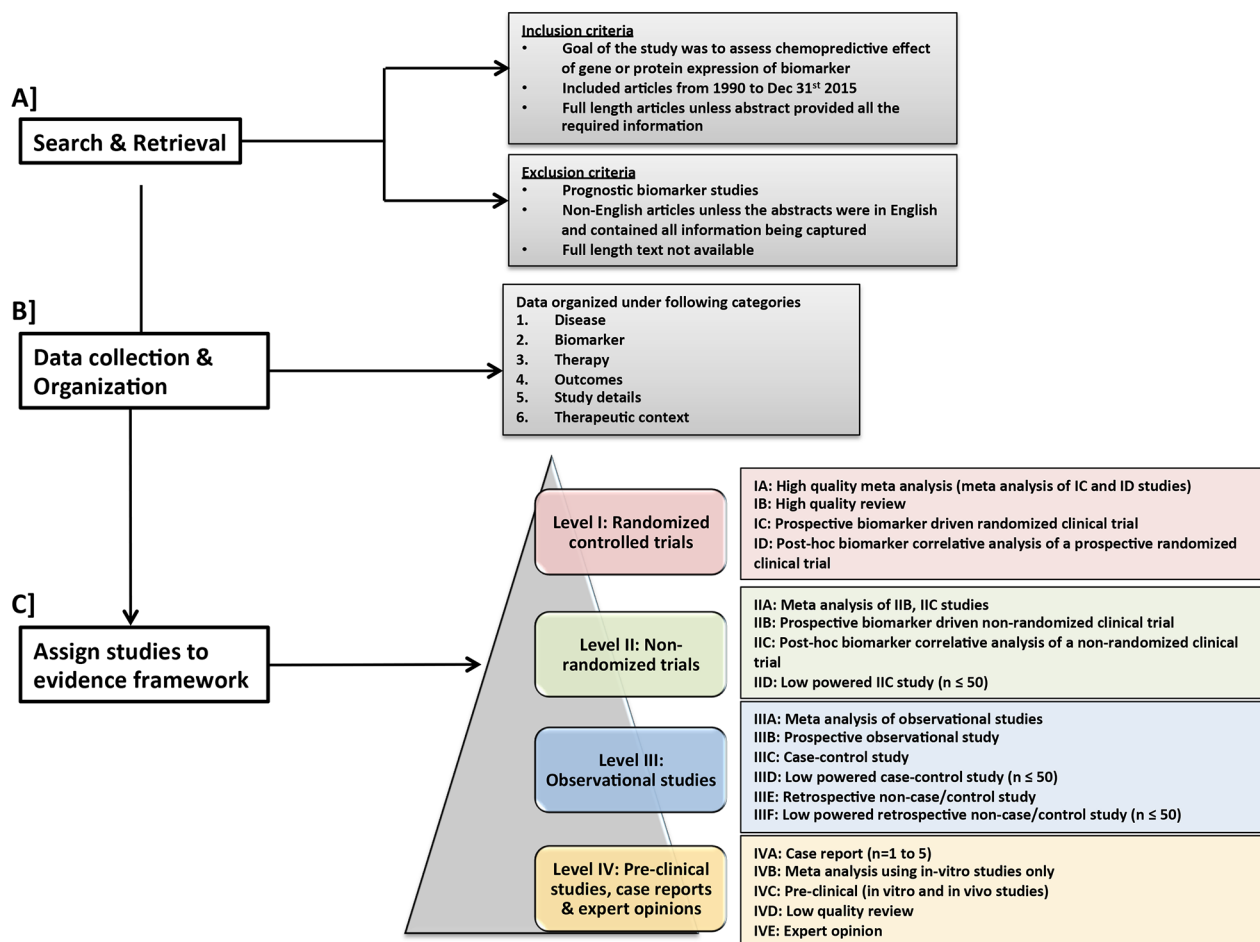 A]
Search & Retrieval
Inclusion criteria
• Goal of the study was to assess chemopredictive effect
of gene or protein expression of biomarker
• Included articles from 1990 to Dec 31st 2015
• Full length articles unless abstract provided all the
required information
Exclusion criteria
• Prognostic biomarker studies
• Non-English articles unless the abstracts were in English
and contained all information being captured
• Full length text not available
B]
Data collection &
Organization
Data organized under following categories
1. Disease
2. Biomarker
3. Therapy
4. Outcomes
5. Study details
6. Therapeutic context
C]
Assign studies to
evidence framework
Level I: Randomized
controlled trials
IA: High quality meta analysis (meta analysis of IC and ID studies)
IB: High quality review
IC: Prospective biomarker driven randomized clinical trial
ID: Post-hoc biomarker correlative analysis of a prospective randomized
clinical trial
Level II: Non-
randomized trials
IIA: Meta analysis of IIB, IIC studies
IIB: Prospective biomarker driven non-randomized clinical trial
IIC: Post-hoc biomarker correlative analysis of a non-randomized clinical
trial
IID: Low powered IIC study (n ≤ 50)
Level III:
Observational studies
IIIA: Meta analysis of observational studies
IIIB: Prospective observational study
IIIC: Case-control study
IIID: Low powered case-control study (n ≤ 50)
IIIE: Retrospective non-case/control study
IIIF: Low powered retrospective non-case/control study (n ≤ 50)
Level IV: Pre-clinical
studies, case reports
& expert opinions
IVA: Case report (n=1 to 5)
IVB: Meta analysis using in-vitro studies only
IVC: Pre-clinical (in vitro and in vivo studies)
IVD: Low quality review
IVE: Expert opinion